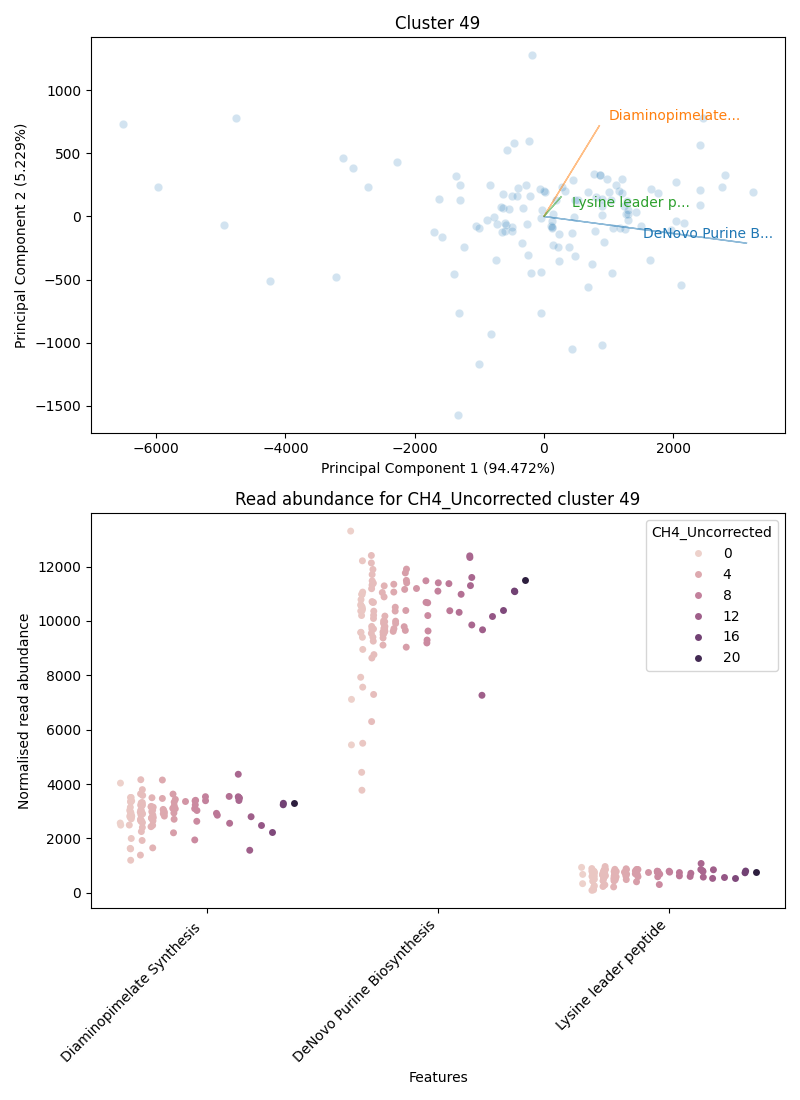 Cluster 49
Principal Component 2 (5.229%)
1000
500
0
−500
−1000
−1500
Diaminopimelate...
Lysine leader p...
DeNovo Purine B...
−6000 −4000 −2000 0 2000
Principal Component 1 (94.472%)
Read abundance for CH4_Uncorrected cluster 49
Normalised read abundance
12000
10000
8000
6000
4000
2000
0
CH4_Uncorrected
0
4
8
12
16
20
Diaminopimelate Synthesis
DeNovo Purine Biosynthesis
Lysine leader peptide
Features